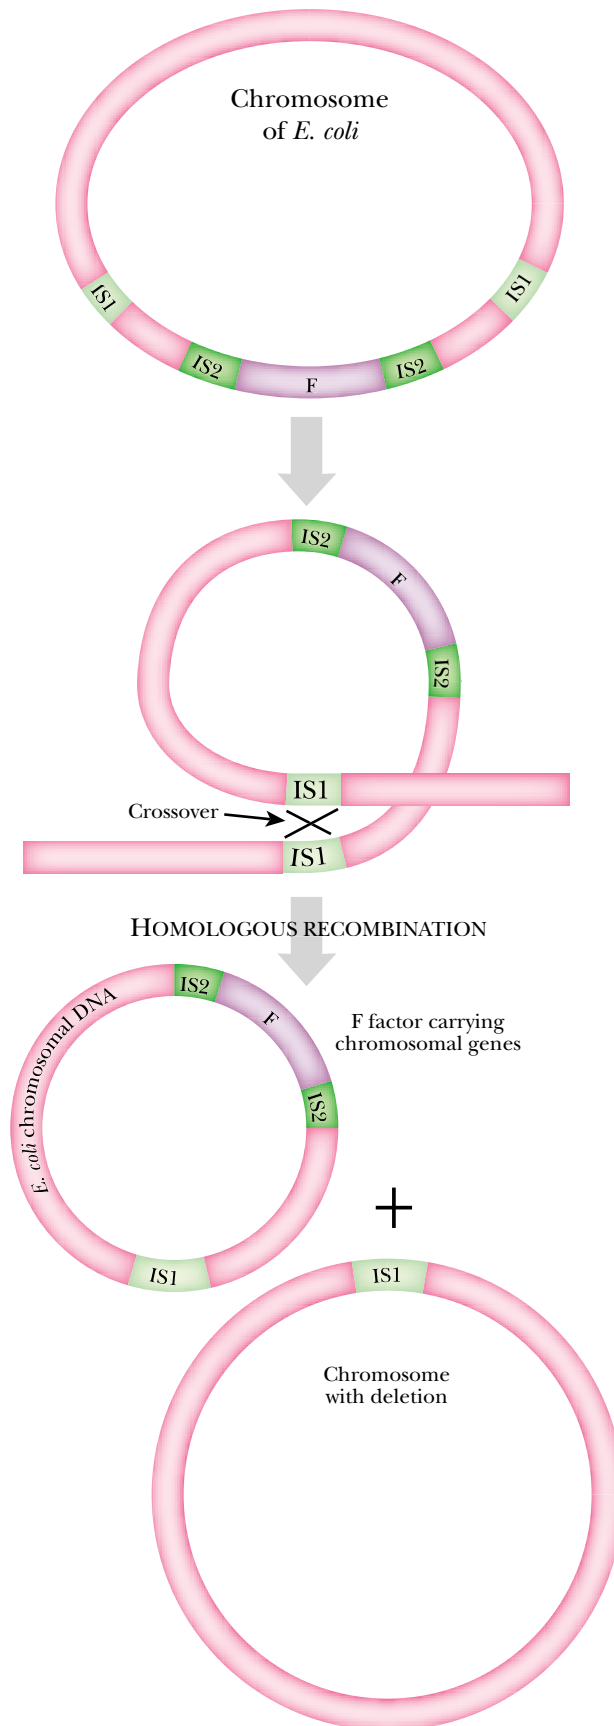 Chromosome
of E. coli
IS1
IS1
IS2
F
IS2
IS2
F
IS2
IS1
Crossover
IS1
HOMOLOGOUS RECOMBINATION
IS2
F
E. coli chromosomal DNA
F factor carrying
chromosomal genes
IS2
+
IS1
IS1
Chromosome
with deletion